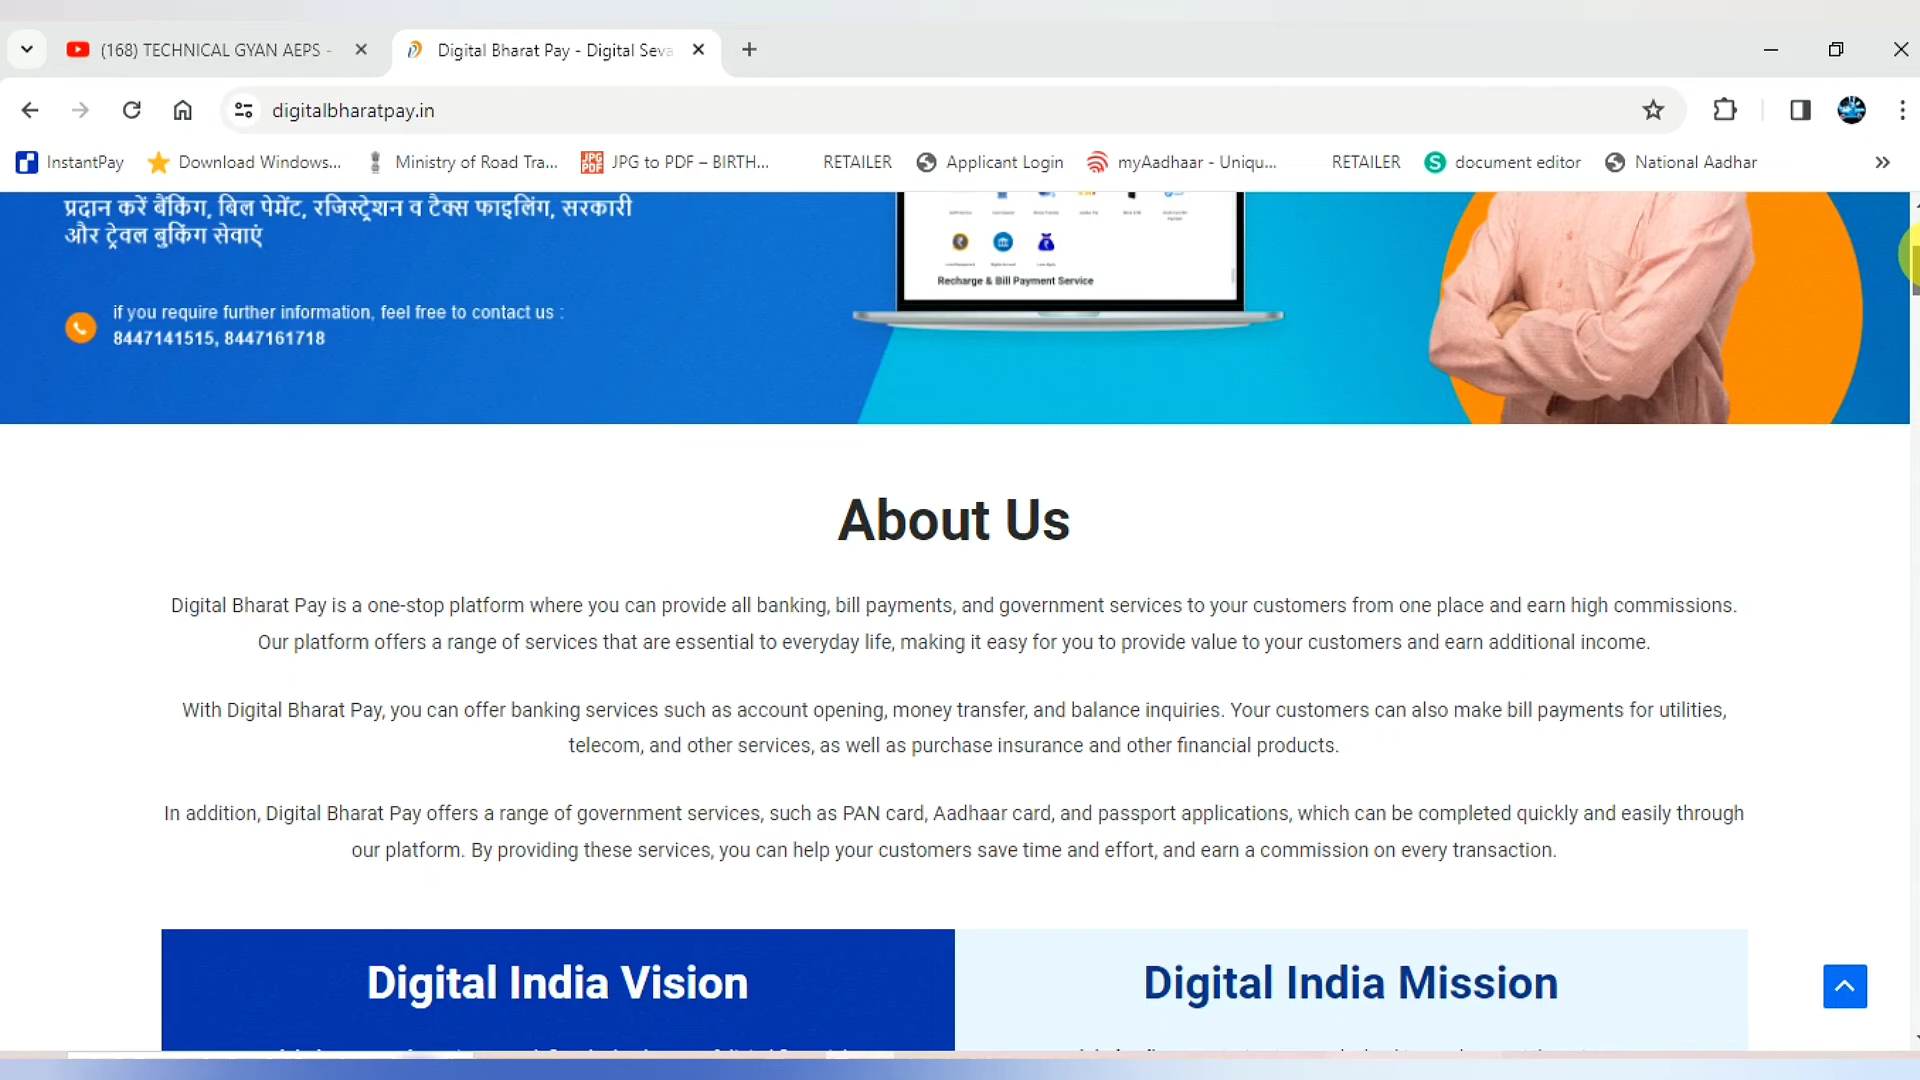 (168) TECHNICAL GYAN AEPS -
Digital Bharat Pay - Digital Seva
digitalbharatpay.in
InstantPay
Download Windows...
Ministry of Road Tra...
JPG to PDF – BIRTH...
RETAILER
Applicant Login
myAadhaar - Uniqu...
RETAILER
document editor
National Aadhar
प्रदान करें बैंकिंग, बिल पेमेंट, रजिस्ट्रेशन व टैक्स फाइलिंग, सरकारी
और ट्रेवल बुकिंग सेवाएं
Recharge & Bill Payment Service
if you require further information, feel free to contact us :
8447141515, 8447161718
About Us
Digital Bharat Pay is a one-stop platform where you can provide all banking, bill payments, and government services to your customers from one place and earn high commissions.
Our platform offers a range of services that are essential to everyday life, making it easy for you to provide value to your customers and earn additional income.
With Digital Bharat Pay, you can offer banking services such as account opening, money transfer, and balance inquiries. Your customers can also make bill payments for utilities,
telecom, and other services, as well as purchase insurance and other financial products.
In addition, Digital Bharat Pay offers a range of government services, such as PAN card, Aadhaar card, and passport applications, which can be completed quickly and easily through
our platform. By providing these services, you can help your customers save time and effort, and earn a commission on every transaction.
Digital India Vision
Digital India Mission